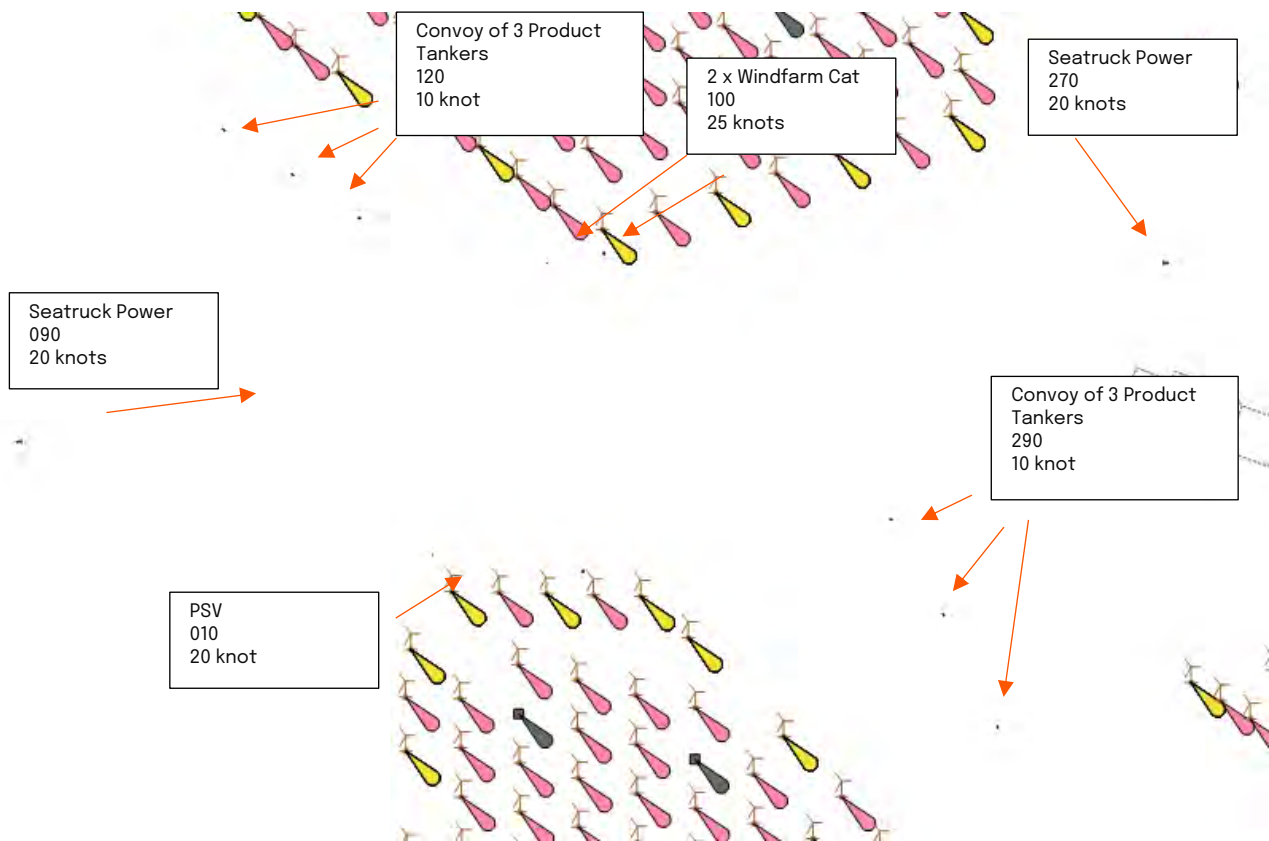 Convoy of 3 Product
Tankers
120
10 knot
2 x Windfarm Cat
100
25 knots
Seatruck Power
270
20 knots
Seatruck Power
090
20 knots
Convoy of 3 Product
Tankers
290
10 knot
PSV
010
20 knot